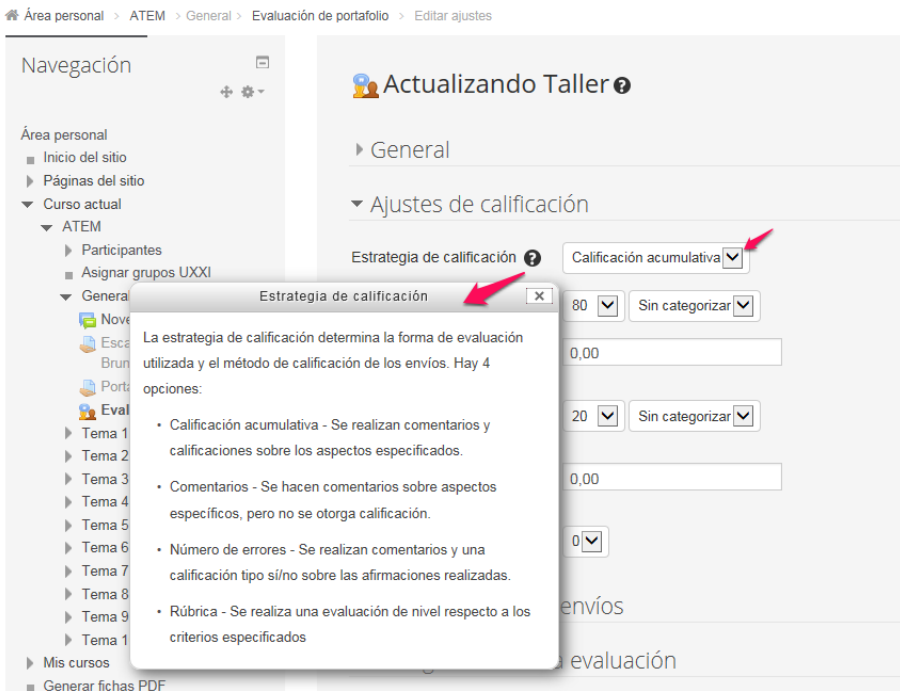 Área personal > ATEM > General > Evaluación de portafolio > Editar ajustes
Navegación
Área personal
Inicio del sitio
Páginas del sitio
Curso actual
ATEM
Participantes
Asignar grupos UXXI
General
Tema 1
Tema 2
Tema 3
Tema 4
Tema 5
Tema 6
Tema 7
Tema 8
Tema 9
Tema 1
Mis cursos
Generar fichas PDF
Actualizando Taller
General
Ajustes de calificación
Estrategia de calificación
Calificación acumulativa
80 Sin categorizar
0,00
20 Sin categorizar
0,00
0
envíos
evaluación
Estrategia de calificación
La estrategia de calificación determina la forma de evaluación
utilizada y el método de calificación de los envíos. Hay 4
opciones:
• Calificación acumulativa - Se realizan comentarios y
calificaciones sobre los aspectos especificados.
• Comentarios - Se hacen comentarios sobre aspectos
específicos, pero no se otorga calificación.
• Número de errores - Se realizan comentarios y una
calificación tipo sí/no sobre las afirmaciones realizadas.
• Rúbrica - Se realiza una evaluación de nivel respecto a los
criterios especificados